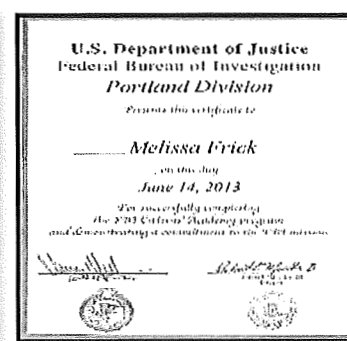 U.S. Department of Justice
Federal Bureau of Investigation
Portland Division
Presents this certificate to
Melissa Frick
on this day
June 14, 2013
For successfully completing
the FBI Citizens' Academy program
and demonstrating a commitment to the FBI mission